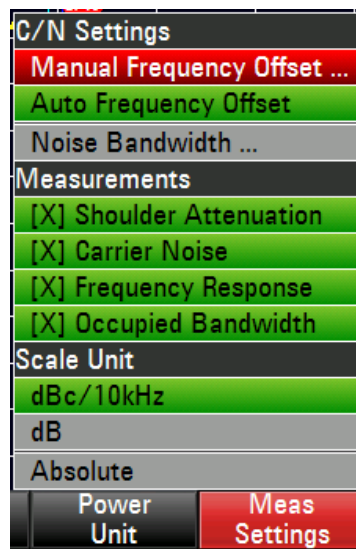 C/N Settings
Manual Frequency Offset ...
Auto Frequency Offset
Noise Bandwidth ...
Measurements
[X] Shoulder Attenuation
[X] Carrier Noise
[X] Frequency Response
[X] Occupied Bandwidth
Scale Unit
dBc/10kHz
dB
Absolute
Power
Unit
Meas
Settings